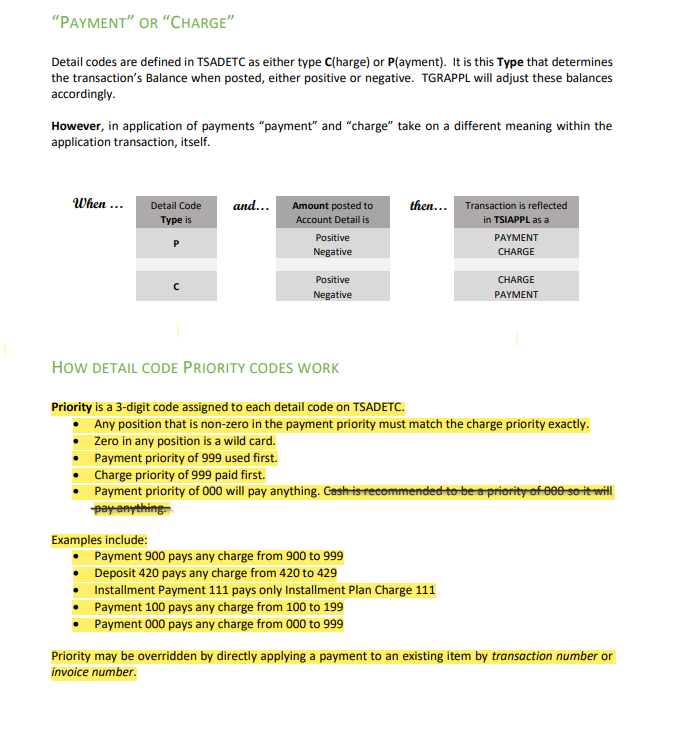 “PAYMENT” OR “CHARGE”
Detail codes are defined in TSADETC as either type C(harge) or P(ayment). It is this Type that determines
the transaction’s Balance when posted, either positive or negative. TGRAPPL will adjust these balances
accordingly.
However, in application of payments “payment” and “charge” take on a different meaning within the
application transaction, itself.
When ... Detail Code and... Amount posted to then... Transaction is reflected
Type is Account Detail is in TSIAPPL as a
P Positive PAYMENT
Negative CHARGE
C Positive CHARGE
Negative PAYMENT
HOW DETAIL CODE PRIORITY CODES WORK
Priority is a 3-digit code assigned to each detail code on TSADETC.
• Any position that is non-zero in the payment priority must match the charge priority exactly.
• Zero in any position is a wild card.
• Payment priority of 999 used first.
• Charge priority of 999 paid first.
• Payment priority of 000 will pay anything. Cash is recommended to be a priority of 000 so it will
pay anything.
Examples include:
• Payment 900 pays any charge from 900 to 999
• Deposit 420 pays any charge from 420 to 429
• Installment Payment 111 pays only Installment Plan Charge 111
• Payment 100 pays any charge from 100 to 199
• Payment 000 pays any charge from 000 to 999
Priority may be overridden by directly applying a payment to an existing item by transaction number or
invoice number.